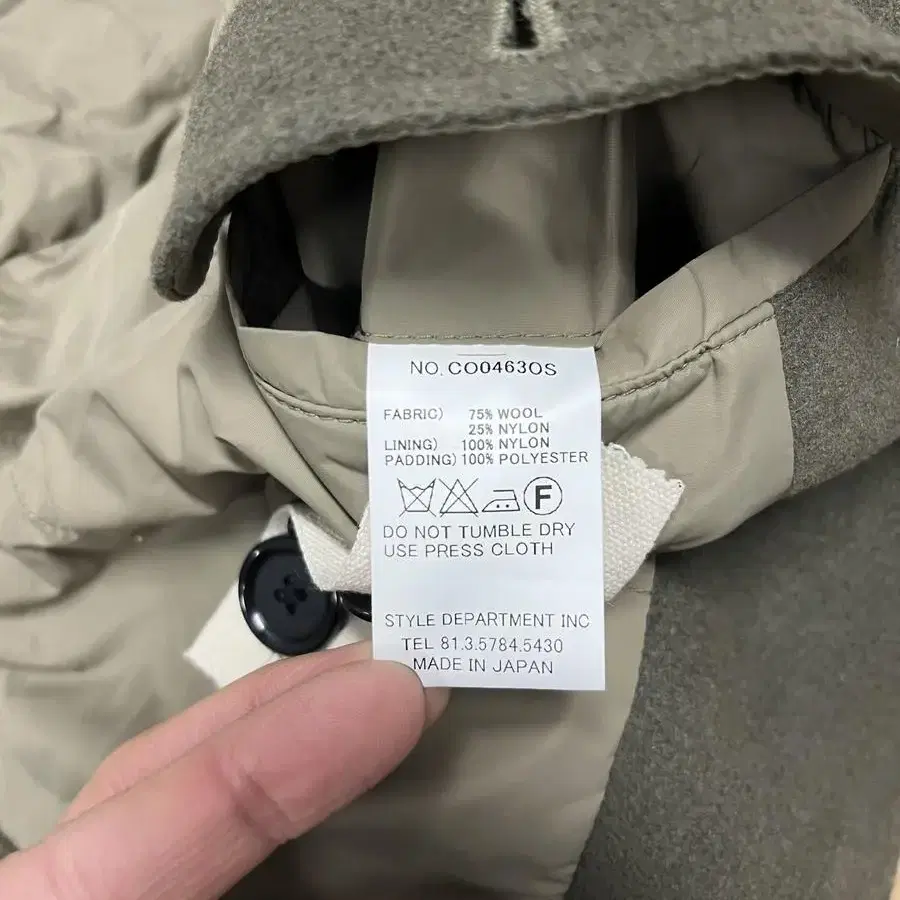 NO. CO0463OS
FABRIC) 75% WOOL
25% NYLON
LINING) 100% NYLON
PADDING) 100% POLYESTER
F
DO NOT TUMBLE DRY
USE PRESS CLOTH
STYLE DEPARTMENT INC
TEL 81.3.5784.5430
MADE IN JAPAN